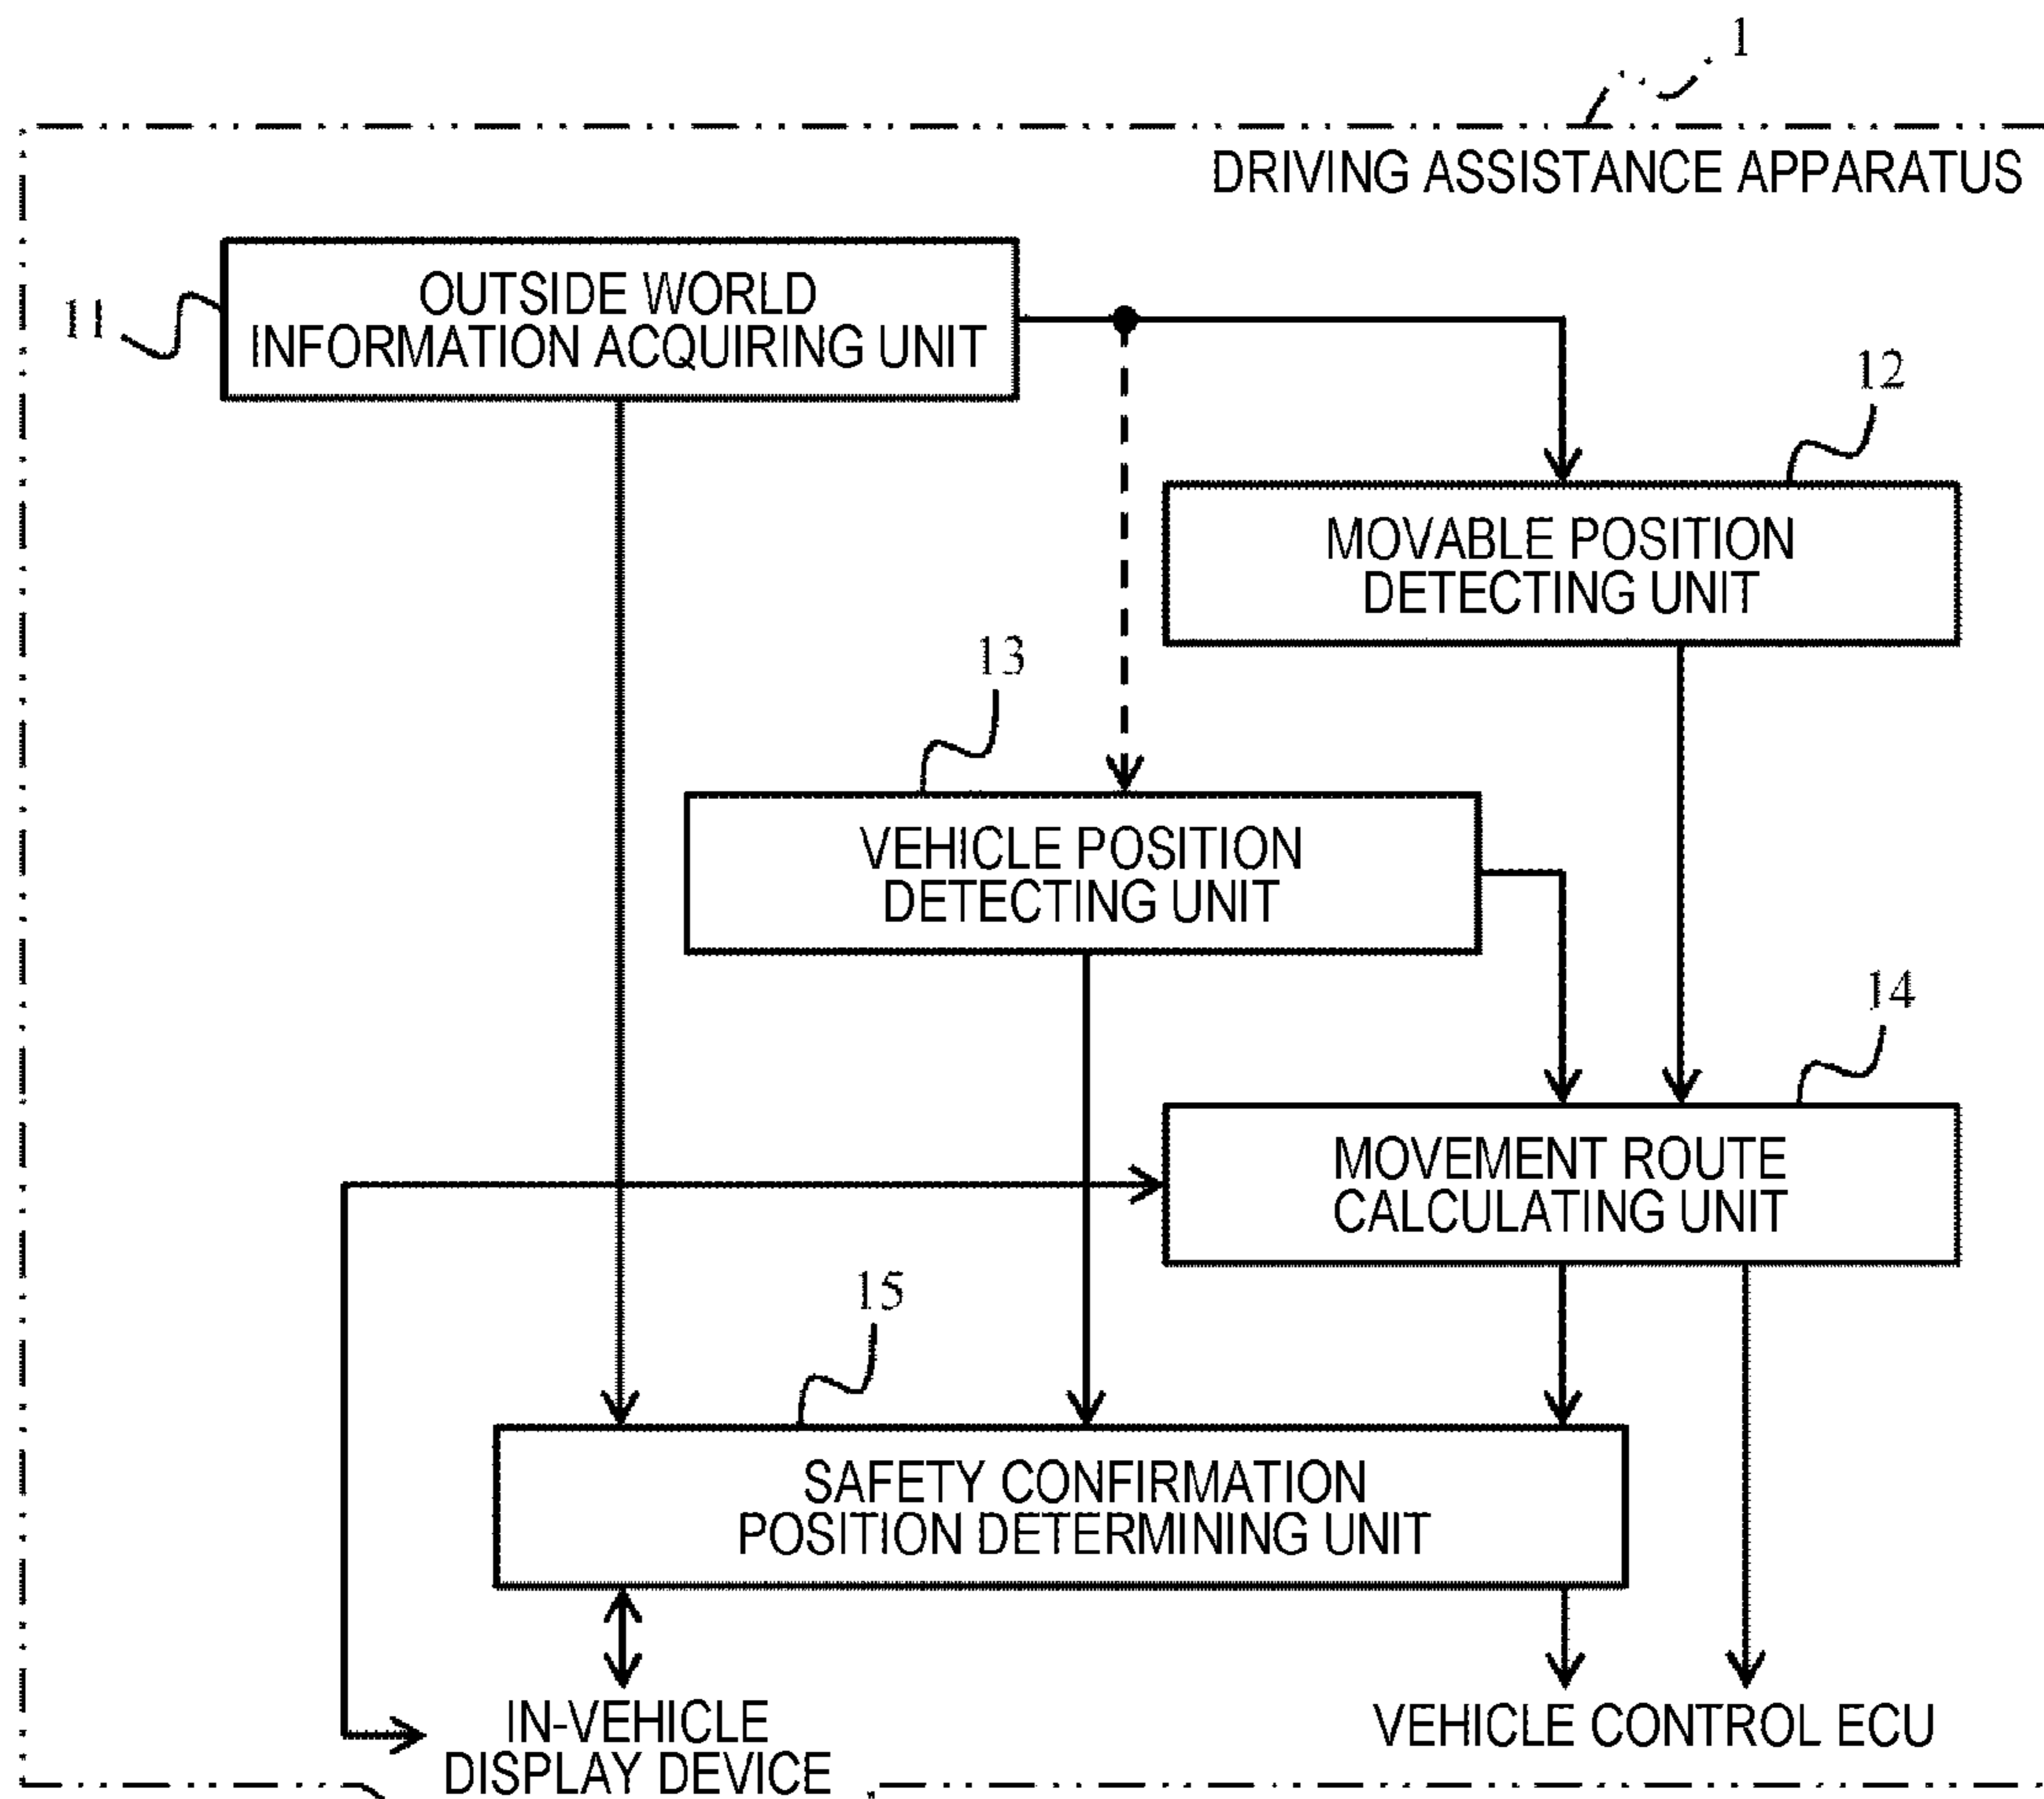 1
DRIVING ASSISTANCE APPARATUS
OUTSIDE WORLD
INFORMATION ACQUIRING UNIT
11
12
MOVABLE POSITION
DETECTING UNIT
13
VEHICLE POSITION
DETECTING UNIT
14
MOVEMENT ROUTE
CALCULATING UNIT
15
SAFETY CONFIRMATION
POSITION DETERMINING UNIT
IN-VEHICLE
DISPLAY DEVICE
VEHICLE CONTROL ECU